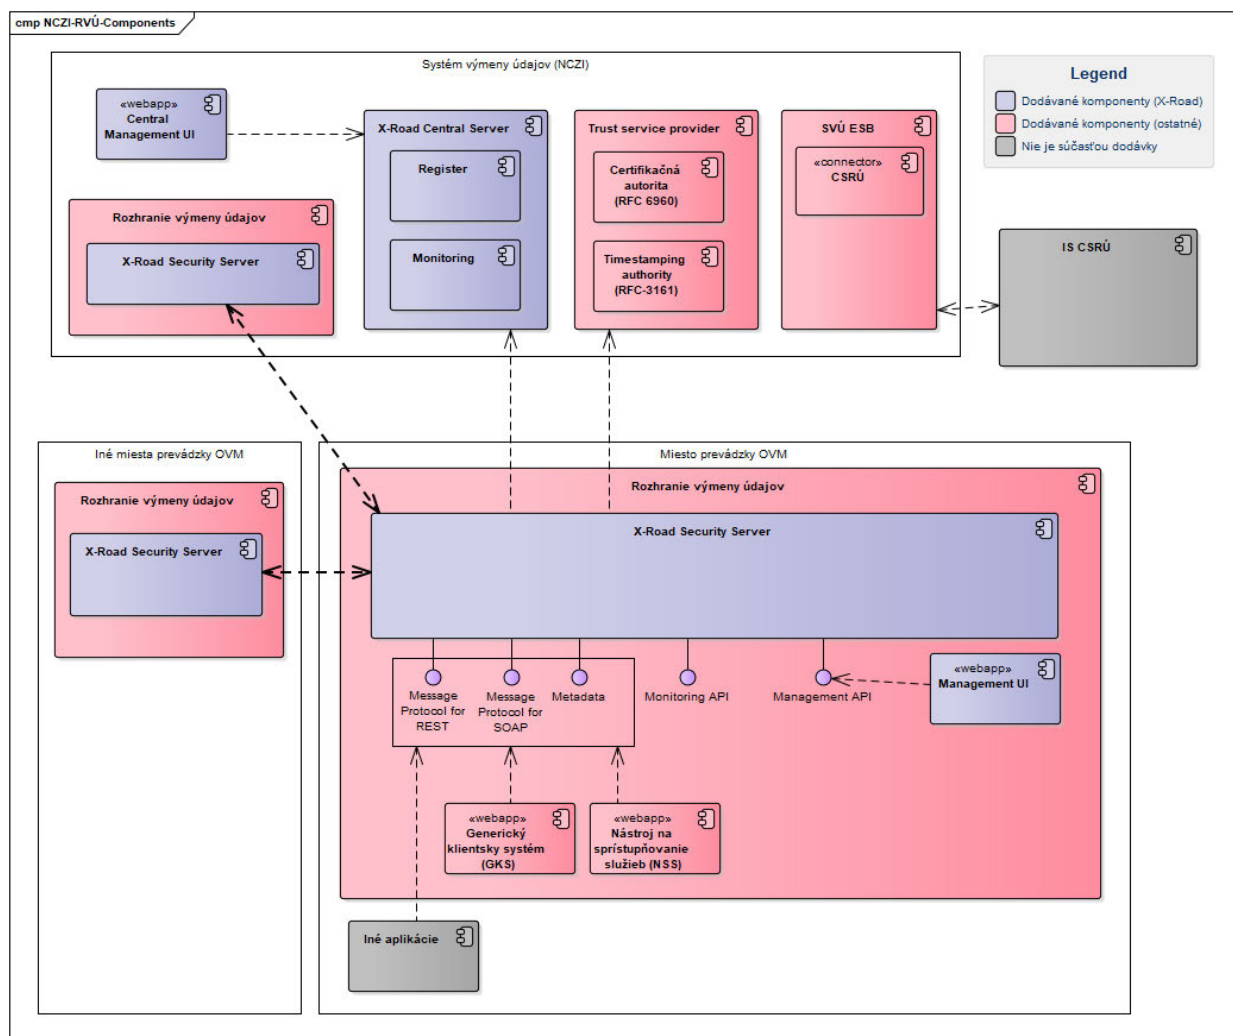 cmp NCZI-RVÚ-Components
Systém výmeny údajov (NCZI)
«webapp»
Central
Management UI
X-Road Central Server
Register
Monitoring
Trust service provider
Certifikačná
autorita
(RFC 6960)
Timestamping
authority
(RFC-3161)
SVÚ ESB
«connector»
CSRÚ
Legend
Dodávané komponenty (X-Road)
Dodávané komponenty (ostatné)
Nie je súčasťou dodávky
Rozhranie výmeny údajov
X-Road Security Server
IS CSRÚ
Iné miesta prevádzky OVM
Rozhranie výmeny údajov
X-Road Security Server
Miesto prevádzky OVM
Rozhranie výmeny údajov
X-Road Security Server
Message
Protocol for
REST
Message
Protocol for
SOAP
Metadata
Monitoring API
Management API
«webapp»
Management UI
«webapp»
Generický
klientsky systém
(GKS)
«webapp»
Nástroj na
sprístupňovanie
služieb (NSS)
Iné aplikácie